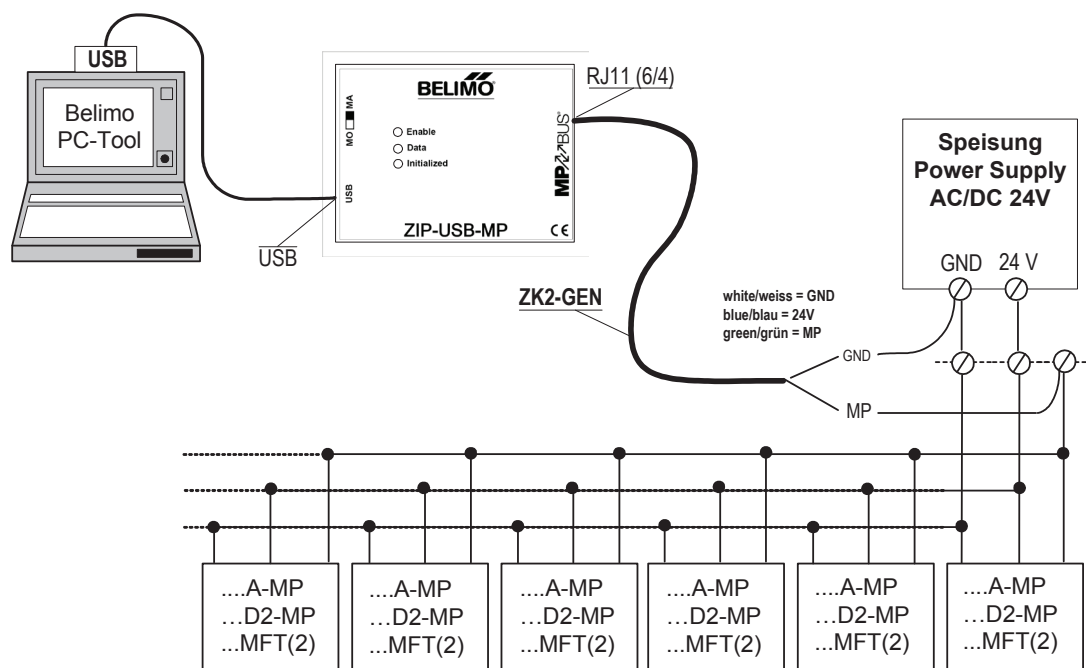 USB
Belimo
PC-Tool
BELIMO®
MO MA
Enable
Data
Initialized
USB
MP BUS®
ZIP-USB-MP
CE
RJ11 (6/4)
USB
ZK2-GEN
white/weiss = GND
blue/blau = 24V
green/grün = MP
Speisung
Power Supply
AC/DC 24V
GND 24 V
GND
MP
....A-MP
...D2-MP
...MFT(2)
....A-MP
...D2-MP
...MFT(2)
....A-MP
...D2-MP
...MFT(2)
....A-MP
...D2-MP
...MFT(2)
....A-MP
...D2-MP
...MFT(2)
....A-MP
...D2-MP
...MFT(2)